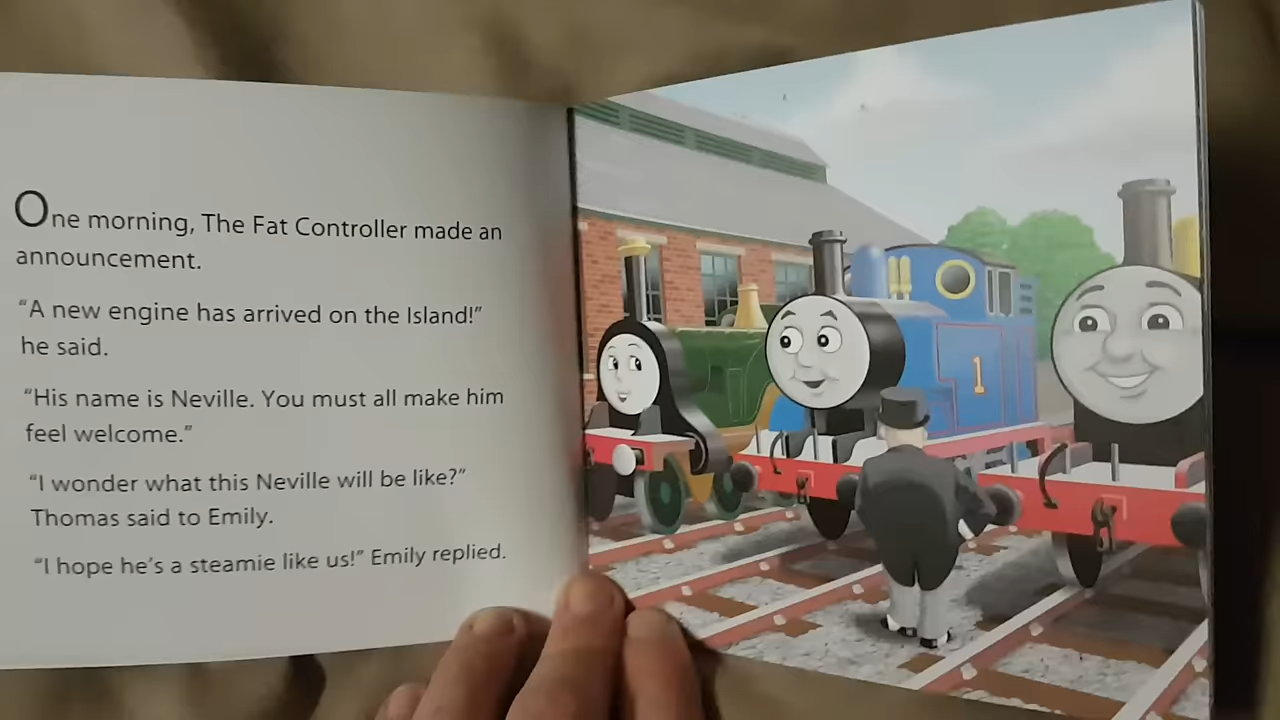 One morning, The Fat Controller made an
announcement.
“A new engine has arrived on the Island!”
he said.
“His name is Neville. You must all make him
feel welcome.”
“I wonder what this Neville will be like?”
Thomas said to Emily.
“I hope he’s a steamie like us!” Emily replied.
1